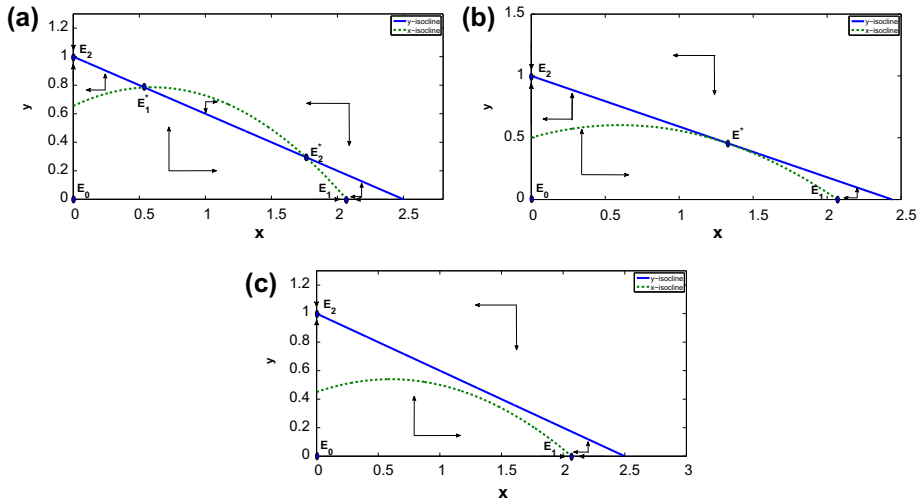 (a)
y-isocline
x-isocline
1.2
1
0.8
0.6
0.4
0.2
0
y
E2
E1*
E2*
E0
E1
0 0.5 1 1.5 2 2.5
x
(b)
y-isocline
x-isocline
1.5
1
0.5
0
y
E2
E*
E0
E1
0 0.5 1 1.5 2 2.5
x
(c)
y-isocline
x-isocline
1.2
1
0.8
0.6
0.4
0.2
0
y
E2
E0
E1
0 0.5 1 1.5 2 2.5 3
x